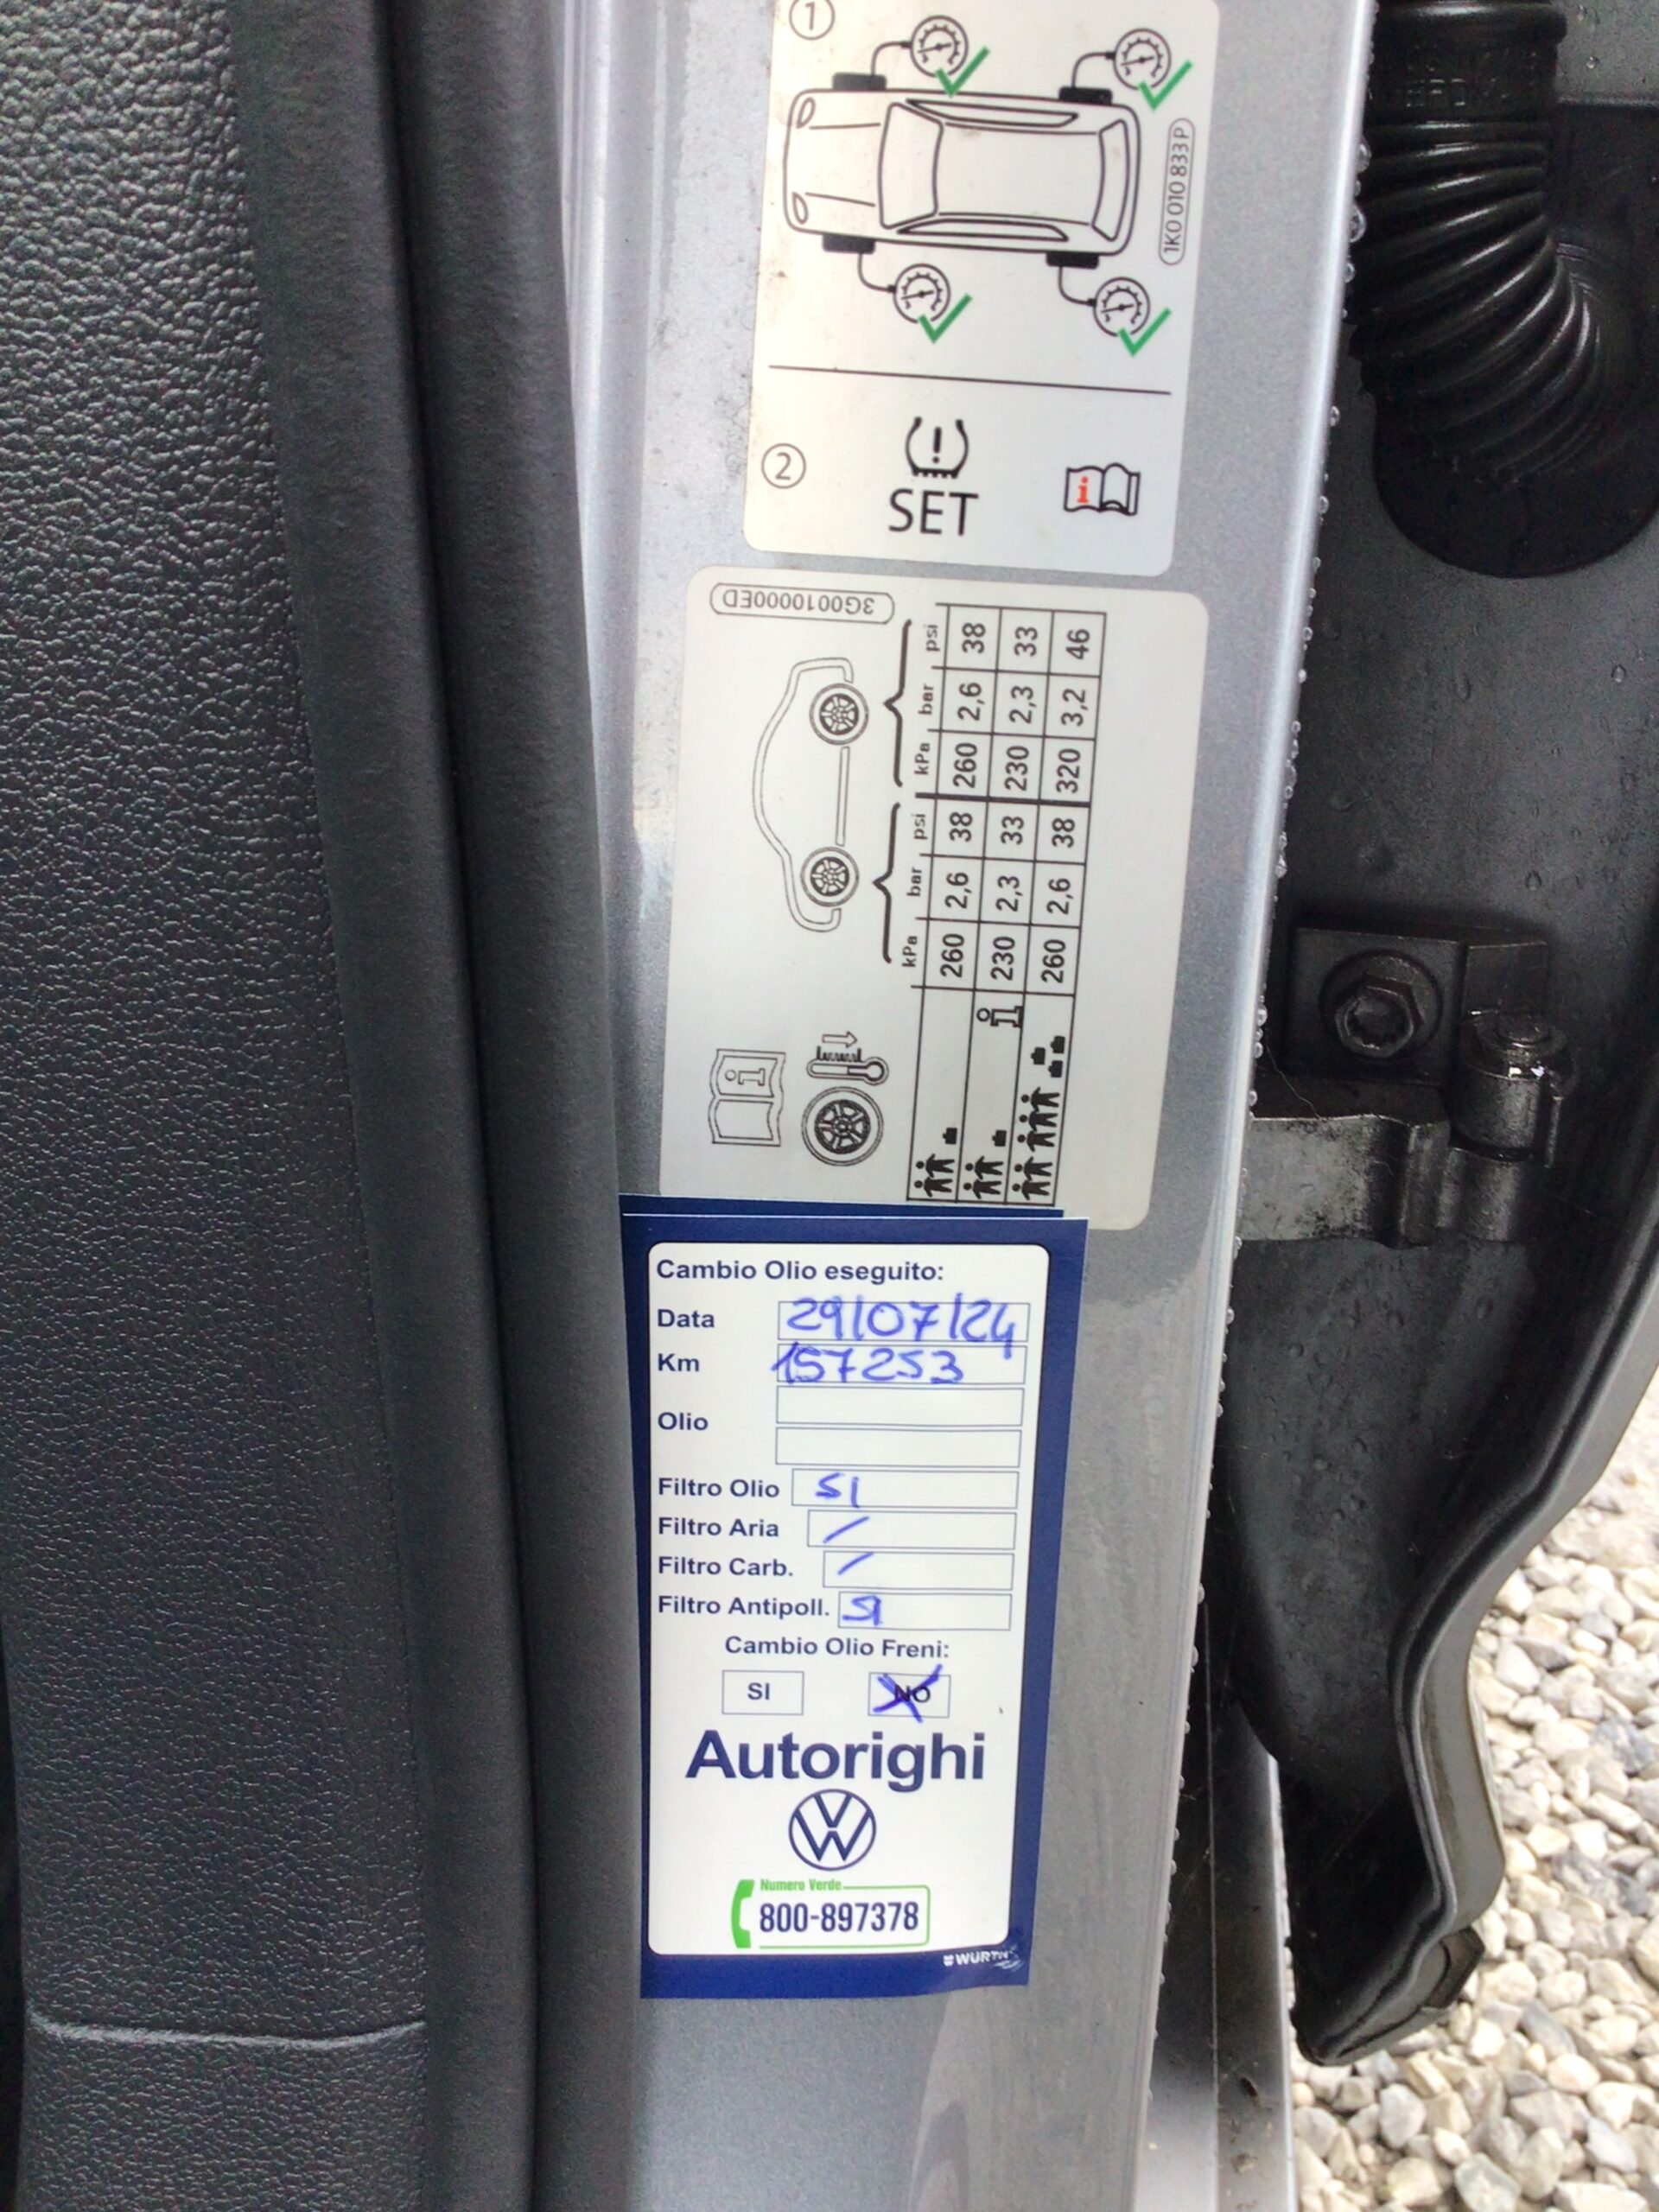 1
1K0 010 833 P
2
SET
3G0010000ED
kPa bar psi kPa bar psi
260 2,6 38 260 2,6 38
230 2,3 33 230 2,3 33
260 2,6 38 320 3,2 46
Cambio Olio eseguito:
Data 29/07/24
Km 157253
Olio
Filtro Olio SI
Filtro Aria /
Filtro Carb. /
Filtro Antipoll. SI
Cambio Olio Freni:
SI NO
Autorighi
VW
Numero Verde
800-897378
WÜRTH